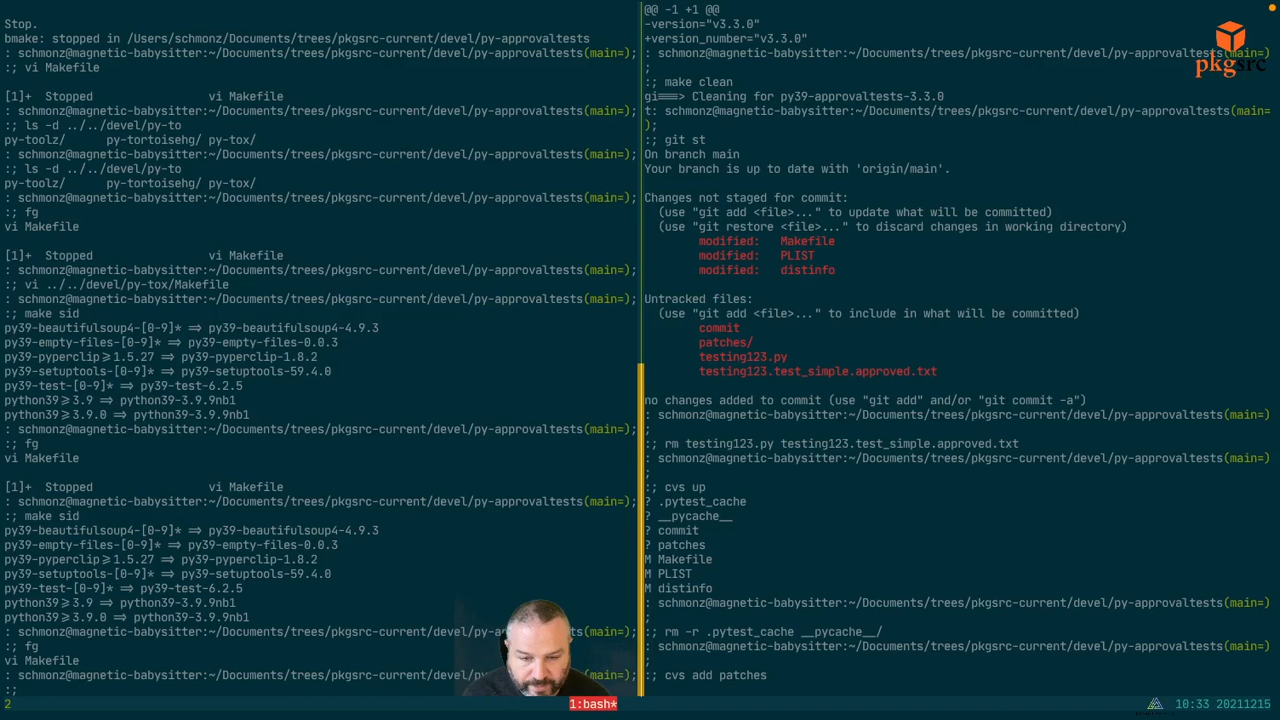 Stop.
bmake: stopped in /Users/schmonz/Documents/trees/pkgsrc-current/devel/py-approvaltests
: schmonz@magnetic-babysitter:~/Documents/trees/pkgsrc-current/devel/py-approvaltests(main=);
:; vi Makefile
[1]+  Stopped                 vi Makefile
: schmonz@magnetic-babysitter:~/Documents/trees/pkgsrc-current/devel/py-approvaltests(main=);
:; ls -d ../../devel/py-to
py-toolz/      py-tortoisehg/ py-tox/
: schmonz@magnetic-babysitter:~/Documents/trees/pkgsrc-current/devel/py-approvaltests(main=);
:; ls -d ../../devel/py-to
py-toolz/      py-tortoisehg/ py-tox/
: schmonz@magnetic-babysitter:~/Documents/trees/pkgsrc-current/devel/py-approvaltests(main=);
:; fg
vi Makefile
[1]+  Stopped                 vi Makefile
: schmonz@magnetic-babysitter:~/Documents/trees/pkgsrc-current/devel/py-approvaltests(main=);
:; vi ../../devel/py-tox/Makefile
: schmonz@magnetic-babysitter:~/Documents/trees/pkgsrc-current/devel/py-approvaltests(main=);
:; make sid
py39-beautifulsoup4-[0-9]* ⇒ py39-beautifulsoup4-4.9.3
py39-empty-files-[0-9]* ⇒ py39-empty-files-0.0.3
py39-pyperclip≥1.5.27 ⇒ py39-pyperclip-1.8.2
py39-setuptools-[0-9]* ⇒ py39-setuptools-59.4.0
py39-test-[0-9]* ⇒ py39-test-6.2.5
python39≥3.9 ⇒ python39-3.9.9nb1
python39≥3.9.0 ⇒ python39-3.9.9nb1
: schmonz@magnetic-babysitter:~/Documents/trees/pkgsrc-current/devel/py-approvaltests(main=);
:; fg
vi Makefile
[1]+  Stopped                 vi Makefile
: schmonz@magnetic-babysitter:~/Documents/trees/pkgsrc-current/devel/py-approvaltests(main=);
:; make sid
py39-beautifulsoup4-[0-9]* ⇒ py39-beautifulsoup4-4.9.3
py39-empty-files-[0-9]* ⇒ py39-empty-files-0.0.3
py39-pyperclip≥1.5.27 ⇒ py39-pyperclip-1.8.2
py39-setuptools-[0-9]* ⇒ py39-setuptools-59.4.0
py39-test-[0-9]* ⇒ py39-test-6.2.5
python39≥3.9 ⇒ python39-3.9.9nb1
python39≥3.9.0 ⇒ python39-3.9.9nb1
: schmonz@magnetic-babysitter:~/Documents/trees/pkgsrc-current/devel/py-approvaltests(main=);
:; fg
vi Makefile
: schmonz@magnetic-babysitter:~/Documents/trees/pkgsrc-current/devel/(main=);
:;
@@ -1 +1 @@
-version="v3.3.0"
+version_number="v3.3.0"
: schmonz@magnetic-babysitter:~/Documents/trees/pkgsrc-current/devel/py-approvaltests(main=)
;
:; make clean
gi===> Cleaning for py39-approvaltests-3.3.0
t: schmonz@magnetic-babysitter:~/Documents/trees/pkgsrc-current/devel/py-approvaltests(main=
);
:; git st
On branch main
Your branch is up to date with 'origin/main'.
Changes not staged for commit:
(use "git add <file>..." to update what will be committed)
(use "git restore <file>..." to discard changes in working directory)
modified:   Makefile
modified:   PLIST
modified:   distinfo
Untracked files:
(use "git add <file>..." to include in what will be committed)
commit
patches/
testing123.py
testing123.test_simple.approved.txt
no changes added to commit (use "git add" and/or "git commit -a")
: schmonz@magnetic-babysitter:~/Documents/trees/pkgsrc-current/devel/py-approvaltests(main=)
;
:; rm testing123.py testing123.test_simple.approved.txt
: schmonz@magnetic-babysitter:~/Documents/trees/pkgsrc-current/devel/py-approvaltests(main=)
;
:; cvs up
? .pytest_cache
? __pycache__
? commit
? patches
M Makefile
M PLIST
M distinfo
: schmonz@magnetic-babysitter:~/Documents/trees/pkgsrc-current/devel/py-approvaltests(main=)
;
:; rm -r .pytest_cache __pycache__/
: schmonz@magnetic-babysitter:~/Documents/trees/pkgsrc-current/devel/py-approvaltests(main=)
;
:; cvs add patches
pkgsrc
2
1:bash*
10:33 20211215